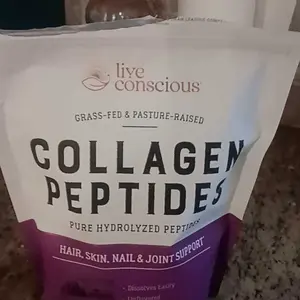 live
conscious
GRASS-FED & PASTURE-RAISED
COLLAGEN
PEPTIDES
PURE HYDROLYZED PEPTIDES
HAIR, SKIN, NAIL & JOINT SUPPORT
Dissolves Easily